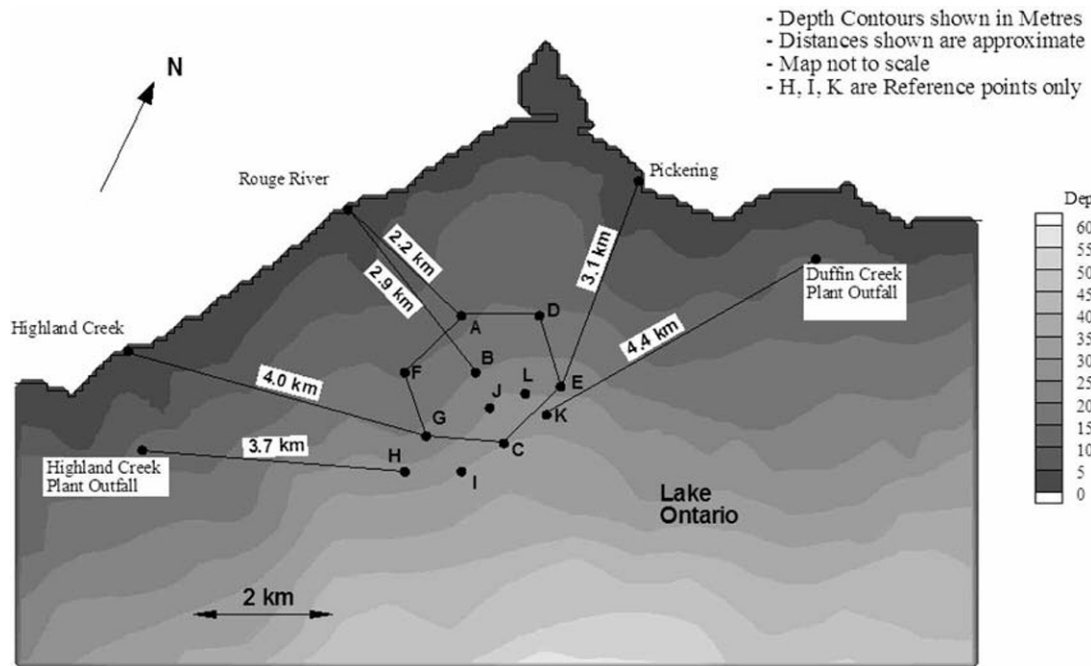 - Depth Contours shown in Metres
- Distances shown are approximate
- Map not to scale
- H, I, K are Reference points only
N
Pickering
Rouge River
Dep
60
55
50
45
40
35
30
25
20
15
10
5
0
2.2 km
2.9 km
3.1 km
Duffin Creek
Plant Outfall
4.4 km
A
D
Highland Creek
B
F
E
L
J
K
4.0 km
G
C
3.7 km
H
I
Highland Creek
Plant Outfall
Lake
Ontario
2 km